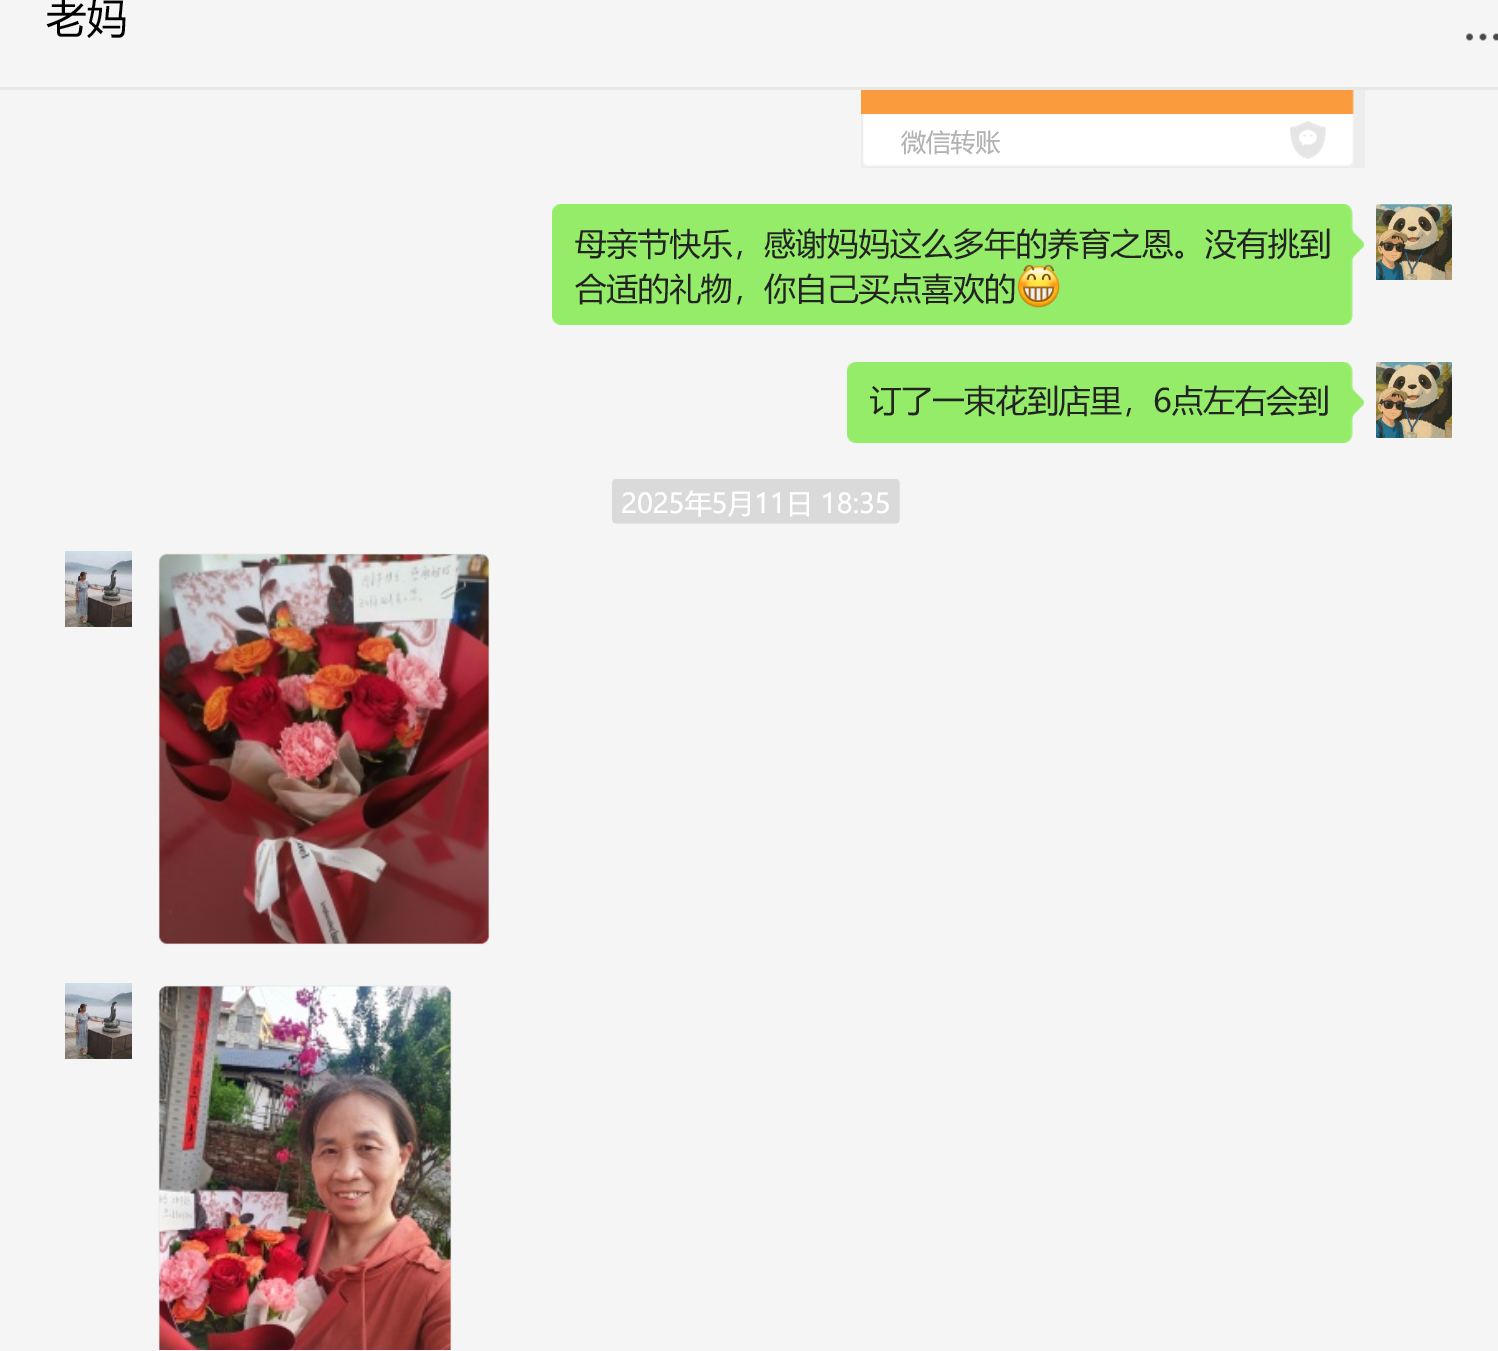 老妈
微信转账
母亲节快乐，感谢妈妈这么多年的养育之恩。没有挑到
合适的礼物，你自己买点喜欢的😁
订了一束花到店里，6点左右会到
2025年5月11日 18:35